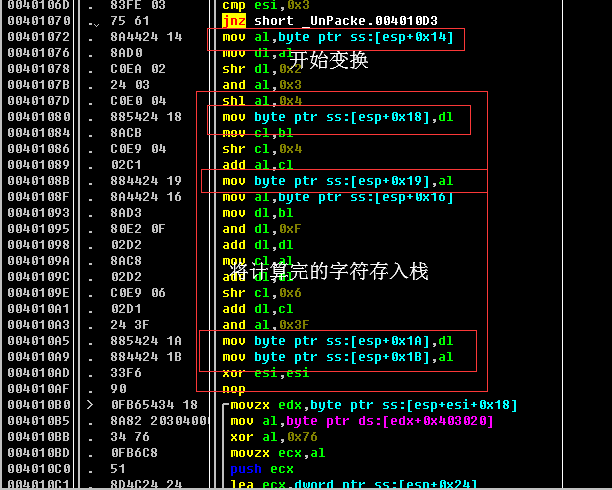 0040106D . 83FE 03 cmp esi,0x3
00401070 . 75 61 jnz short _UnPacke.004010D3
00401072 . 8A4424 14 mov al,byte ptr ss:[esp+0x14]
00401076 . 8AD0 mov dl,al
开始变换
00401078 . C0EA 02 shr dl,0x2
0040107B . 24 03 and al,0x3
0040107D . C0E0 04 shl al,0x4
00401080 . 885424 18 mov byte ptr ss:[esp+0x18],dl
00401084 . 8ACB mov cl,bl
00401086 . C0E9 04 shr cl,0x4
00401089 . 02C1 add al,cl
0040108B . 884424 19 mov byte ptr ss:[esp+0x19],al
0040108F . 8A4424 16 mov al,byte ptr ss:[esp+0x16]
00401093 . 8AD3 mov dl,bl
00401095 . 80E2 0F and dl,0xF
00401098 . 02D2 add dl,dl
0040109A . 8AC8 mov cl,al
将计算完的字符存入栈
0040109C . 02D2 add dl,dl
0040109E . C0E9 06 shr cl,0x6
004010A1 . 02D1 add dl,cl
004010A3 . 24 3F and al,0x3F
004010A5 . 885424 1A mov byte ptr ss:[esp+0x1A],dl
004010A9 . 884424 1B mov byte ptr ss:[esp+0x1B],al
004010AD . 33F6 xor esi,esi
004010AF . 90 nop
004010B0 > 0FB65434 18 movzx edx,byte ptr ss:[esp+esi+0x18]
004010B5 . 8A82 20304000 mov al,byte ptr ds:[edx+0x403020]
004010BB . 34 76 xor al,0x76
004010BD . 0FB6C8 movzx ecx,al
004010C0 . 51 push ecx
004010C1 . 8D4C24 24 lea ecx,dword ptr ss:[esp+0x24]